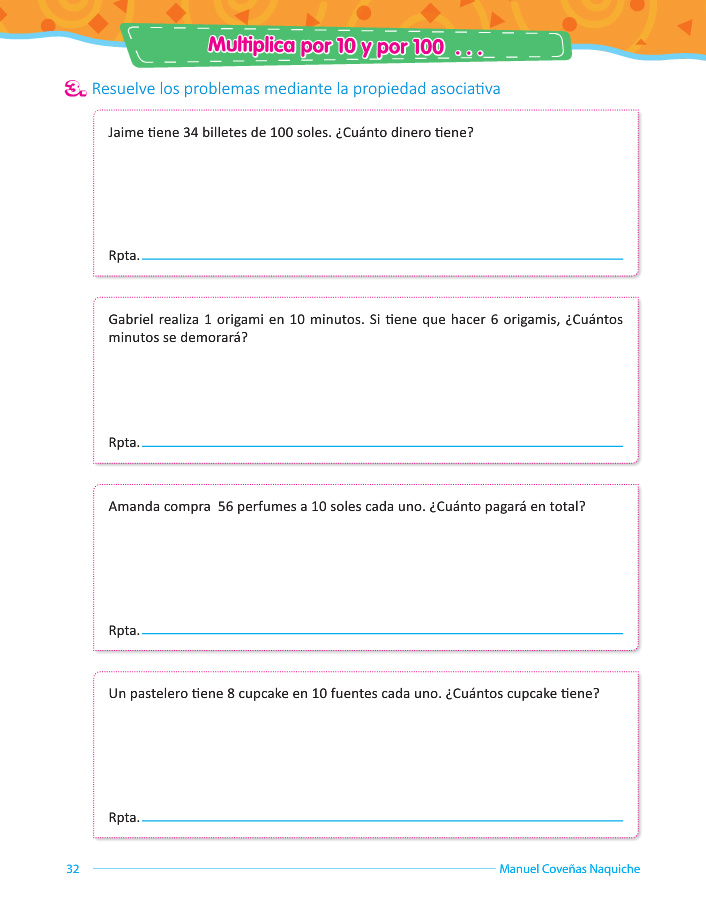 Multiplica por 10 y por 100 . . .
3. Resuelve los problemas mediante la propiedad asociativa
Jaime tiene 34 billetes de 100 soles. ¿Cuánto dinero tiene?
Rpta.
Gabriel realiza 1 origami en 10 minutos. Si tiene que hacer 6 origamis, ¿Cuántos
minutos se demorará?
Rpta.
Amanda compra 56 perfumes a 10 soles cada uno. ¿Cuánto pagará en total?
Rpta.
Un pastelero tiene 8 cupcake en 10 fuentes cada uno. ¿Cuántos cupcake tiene?
Rpta.
32
Manuel Coveñas Naquiche